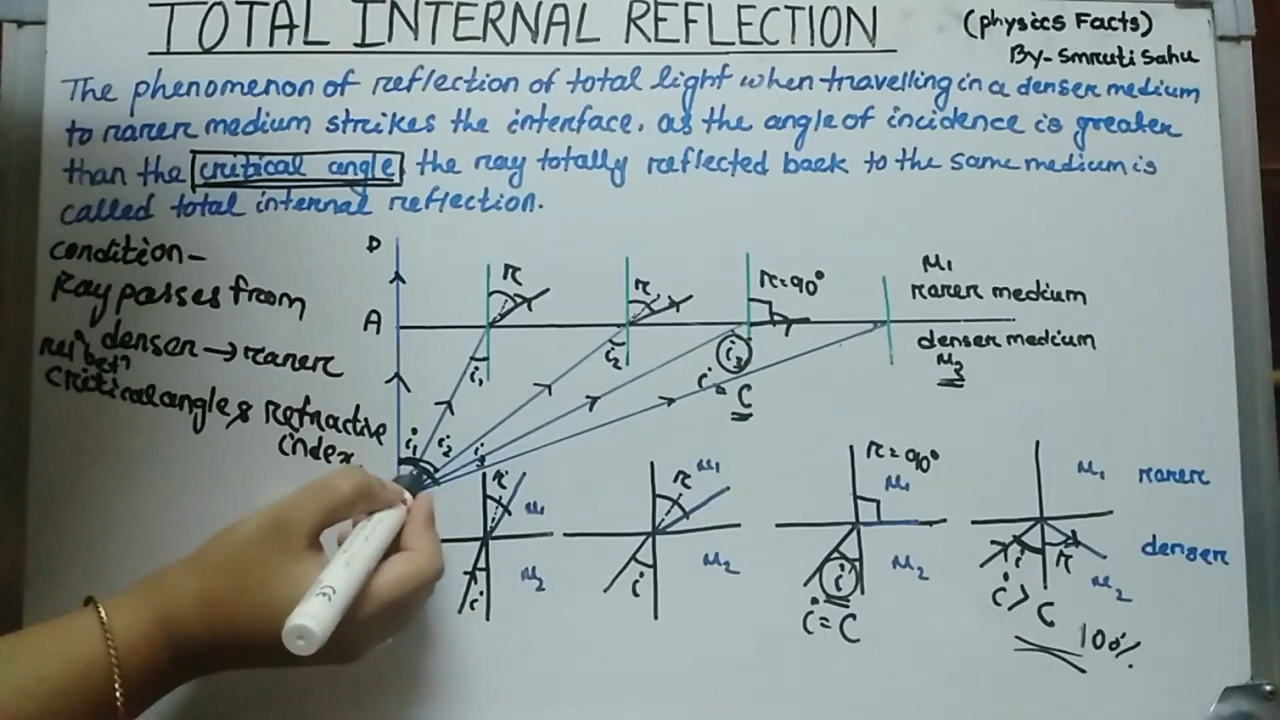 TOTAL INTERNAL REFLECTION
(physics Facts)
By- Smruti Sahu
The phenomenon of reflection of total light when travelling in a denser medium
to rarer medium strikes the interface. as the angle of incidence is greater
than the critical angle the ray totally reflected back to the same medium is
called total internal reflection.
condition-
Ray passes from
denser → rarer
relⁿ betⁿ
critical angle & refractive
index
D
A
r
r
r=90°
μ₁
rarer medium
denser medium
μ₂
i₁
i₂
i₃
i = C
i₁
i₂
i₃
r
μ₁
i
μ₂
r
μ₁
i
μ₂
r=90°
μ₁
i
μ₂
i=C
μ₁
rarer
denser
i
r
μ₂
i>C
100%
CE